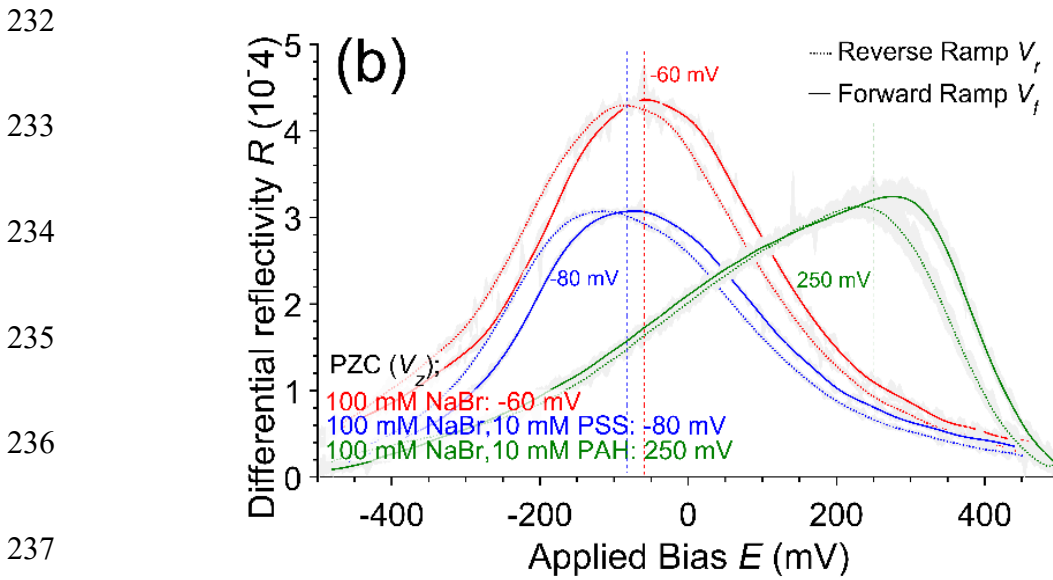 232
233
234
235
236
237
(b)
Reverse Ramp V_r
Forward Ramp V_f
-60 mV
-80 mV
250 mV
PZC (V_z);
100 mM NaBr: -60 mV
100 mM NaBr, 10 mM PSS: -80 mV
100 mM NaBr, 10 mM PAH: 250 mV
Differential reflectivity R (10^-4)
5
4
3
2
1
0
-400 -200 0 200 400
Applied Bias E (mV)